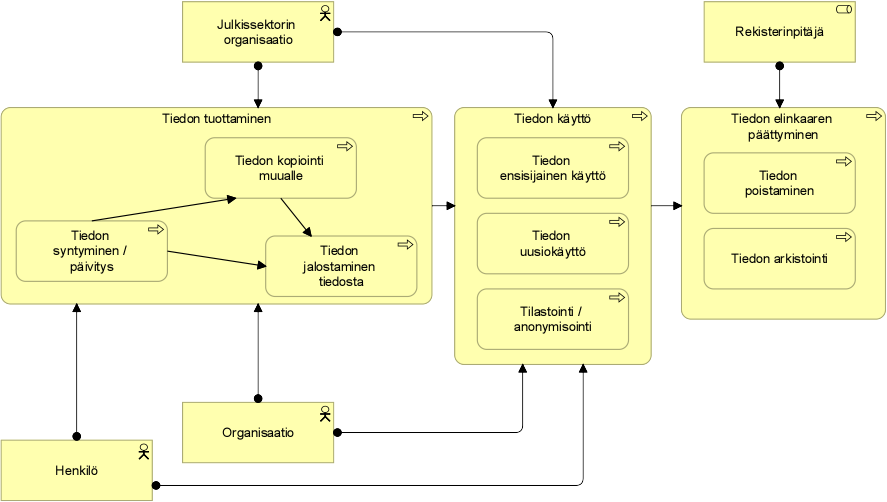 Julkissektorin
organisaatio
Rekisterinpitäjä
Tiedon tuottaminen
Tiedon kopiointi
muualle
Tiedon
syntyminen /
päivitys
Tiedon
jalostaminen
tiedosta
Tiedon käyttö
Tiedon
ensisijainen käyttö
Tiedon
uusiokäyttö
Tilastointi /
anonymisointi
Tiedon elinkaaren
päättyminen
Tiedon
poistaminen
Tiedon arkistointi
Organisaatio
Henkilö